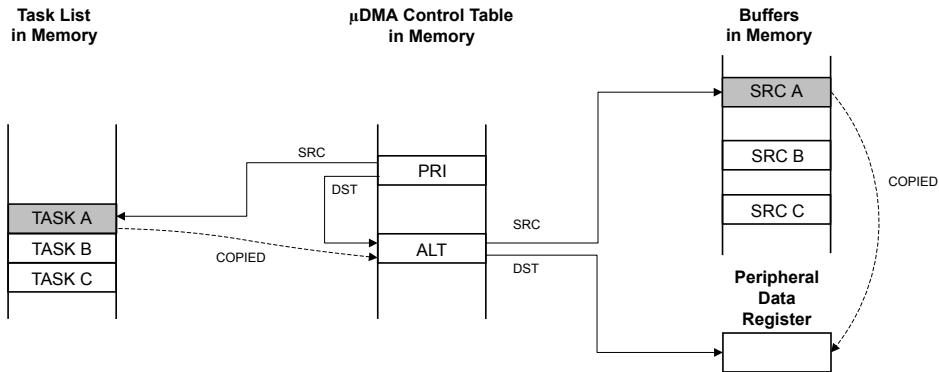 Task List
in Memory
µDMA Control Table
in Memory
Buffers
in Memory
SRC A
SRC
PRI
SRC B
DST
COPIED
SRC C
TASK A
SRC
TASK B
COPIED
ALT
DST
TASK C
Peripheral
Data
Register